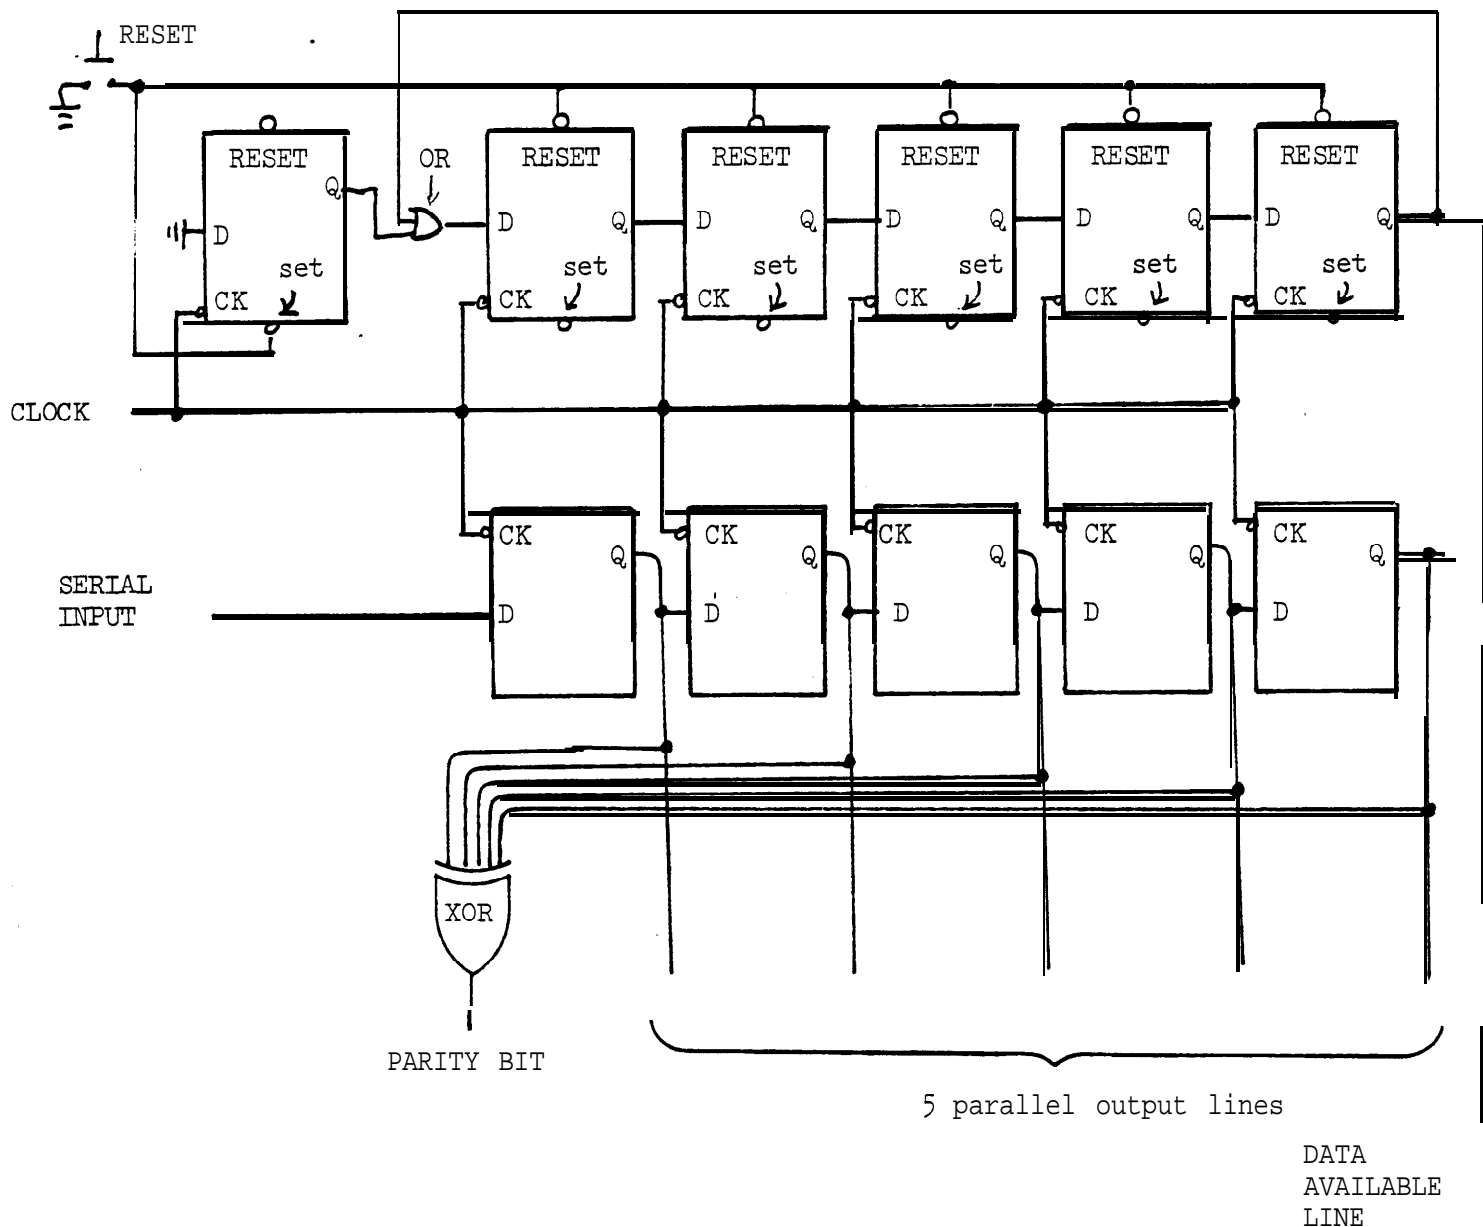 RESET
OR
RESET
RESET
RESET
RESET
RESET
RESET
Q
D
Q
D
Q
D
Q
D
Q
D
Q
D
set
set
set
set
set
set
CK
CK
CK
CK
CK
CK
CLOCK
CK
CK
CK
CK
CK
Q
Q
Q
Q
Q
SERIAL
INPUT
D
D
D
D
D
XOR
PARITY BIT
5 parallel output lines
DATA
AVAILABLE
LINE